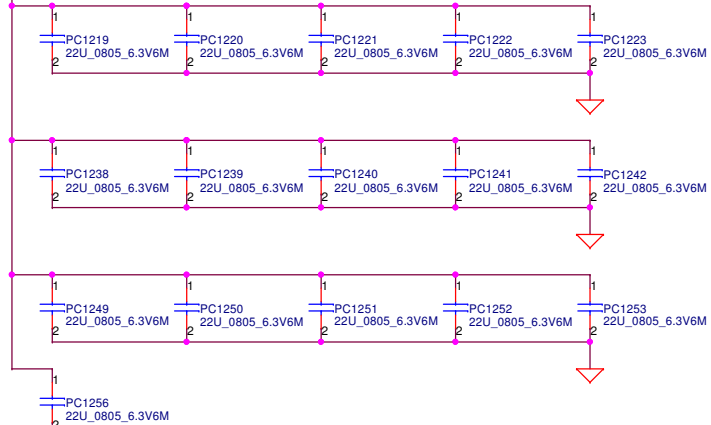 1 1 1 1 1
PC1219 PC1220 PC1221 PC1222 PC1223
22U_0805_6.3V6M 22U_0805_6.3V6M 22U_0805_6.3V6M 22U_0805_6.3V6M 22U_0805_6.3V6M
2 2 2 2 2
1 1 1 1 1
PC1238 PC1239 PC1240 PC1241 PC1242
22U_0805_6.3V6M 22U_0805_6.3V6M 22U_0805_6.3V6M 22U_0805_6.3V6M 22U_0805_6.3V6M
2 2 2 2 2
1 1 1 1 1
PC1249 PC1250 PC1251 PC1252 PC1253
22U_0805_6.3V6M 22U_0805_6.3V6M 22U_0805_6.3V6M 22U_0805_6.3V6M 22U_0805_6.3V6M
2 2 2 2 2
1
PC1256
22U_0805_6.3V6M
2